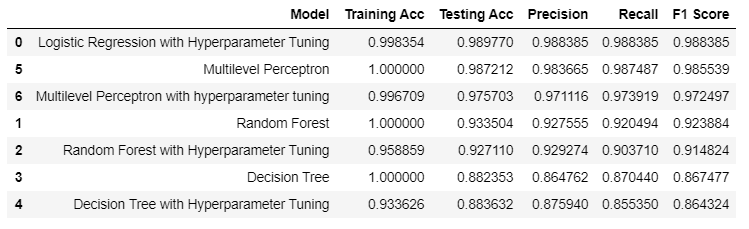 Model Training Acc Testing Acc Precision Recall F1 Score
0 Logistic Regression with Hyperparameter Tuning 0.998354 0.989770 0.988385 0.988385 0.988385
5 Multilevel Perceptron 1.000000 0.987212 0.983665 0.987487 0.985539
6 Multilevel Perceptron with hyperparameter tuning 0.996709 0.975703 0.971116 0.973919 0.972497
1 Random Forest 1.000000 0.933504 0.927555 0.920494 0.923884
2 Random Forest with Hyperparameter Tuning 0.958859 0.927110 0.929274 0.903710 0.914824
3 Decision Tree 1.000000 0.882353 0.864762 0.870440 0.867477
4 Decision Tree with Hyperparameter Tuning 0.933626 0.883632 0.875940 0.855350 0.864324